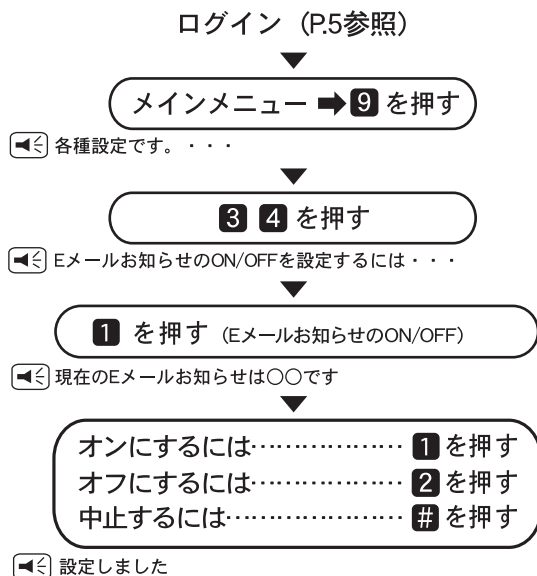 ログイン（P.5参照）
メインメニュー ➡ 9 を押す
各種設定です。・・・
3 4 を押す
Eメールお知らせのON/OFFを設定するには・・・
1 を押す（Eメールお知らせのON/OFF）
現在のEメールお知らせは○○です
オンにするには……………… 1 を押す
オフにするには……………… 2 を押す
中止するには………………… # を押す
設定しました